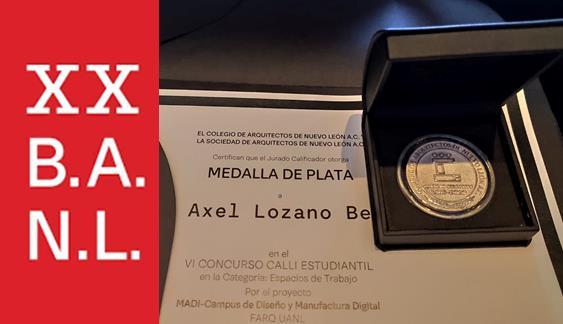 XX
B.A.
N.L.
EL COLEGIO DE ARQUITECTOS DE NUEVO LEÓN A.C.
LA SOCIEDAD DE ARQUITECTOS DE NUEVO LEÓN A.C
Certifican que el Jurado Calificador otorga
MEDALLA DE PLATA
a
Axel Lozano Be
en el
VI CONCURSO CALLI ESTUDIANTIL
en la Categoría: Espacios de Trabajo
Por el proyecto
MADI-Campus de Diseño y Manufactura Digital
FARQ UANL